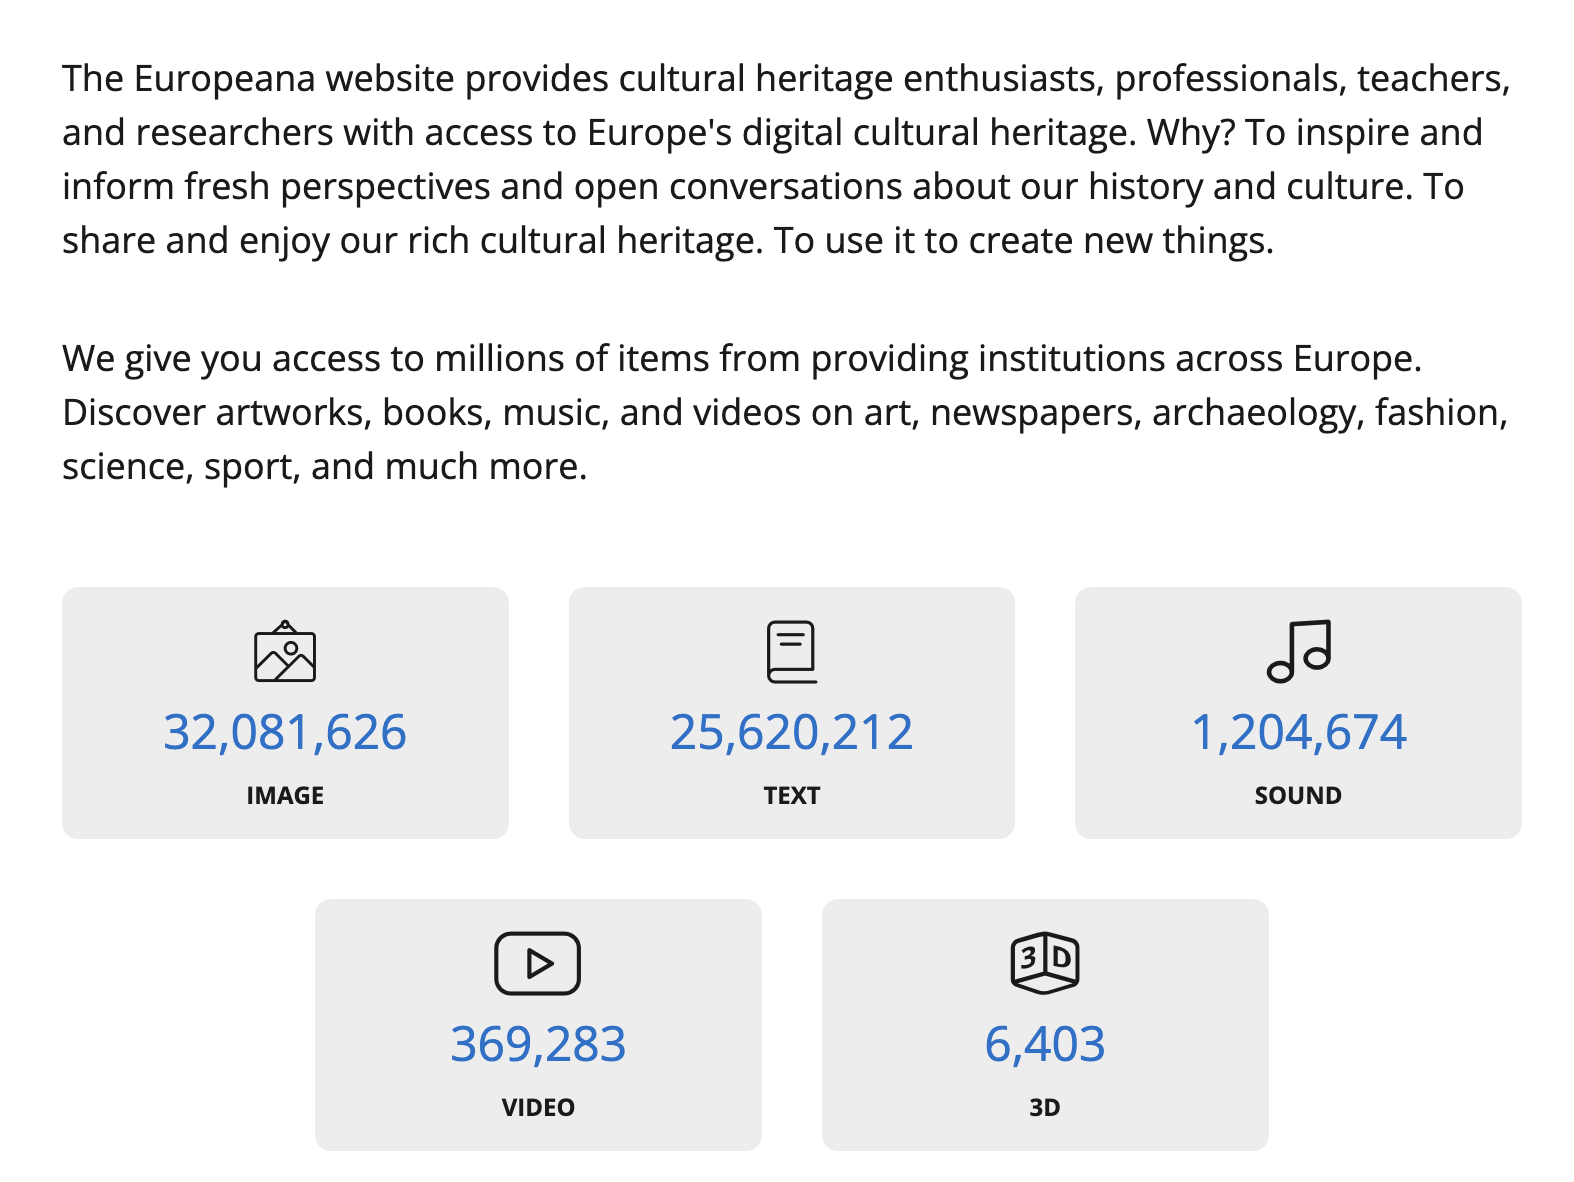 The Europeana website provides cultural heritage enthusiasts, professionals, teachers,
and researchers with access to Europe's digital cultural heritage. Why? To inspire and
inform fresh perspectives and open conversations about our history and culture. To
share and enjoy our rich cultural heritage. To use it to create new things.
We give you access to millions of items from providing institutions across Europe.
Discover artworks, books, music, and videos on art, newspapers, archaeology, fashion,
science, sport, and much more.
32,081,626
IMAGE
25,620,212
TEXT
1,204,674
SOUND
369,283
VIDEO
3D
6,403
3D